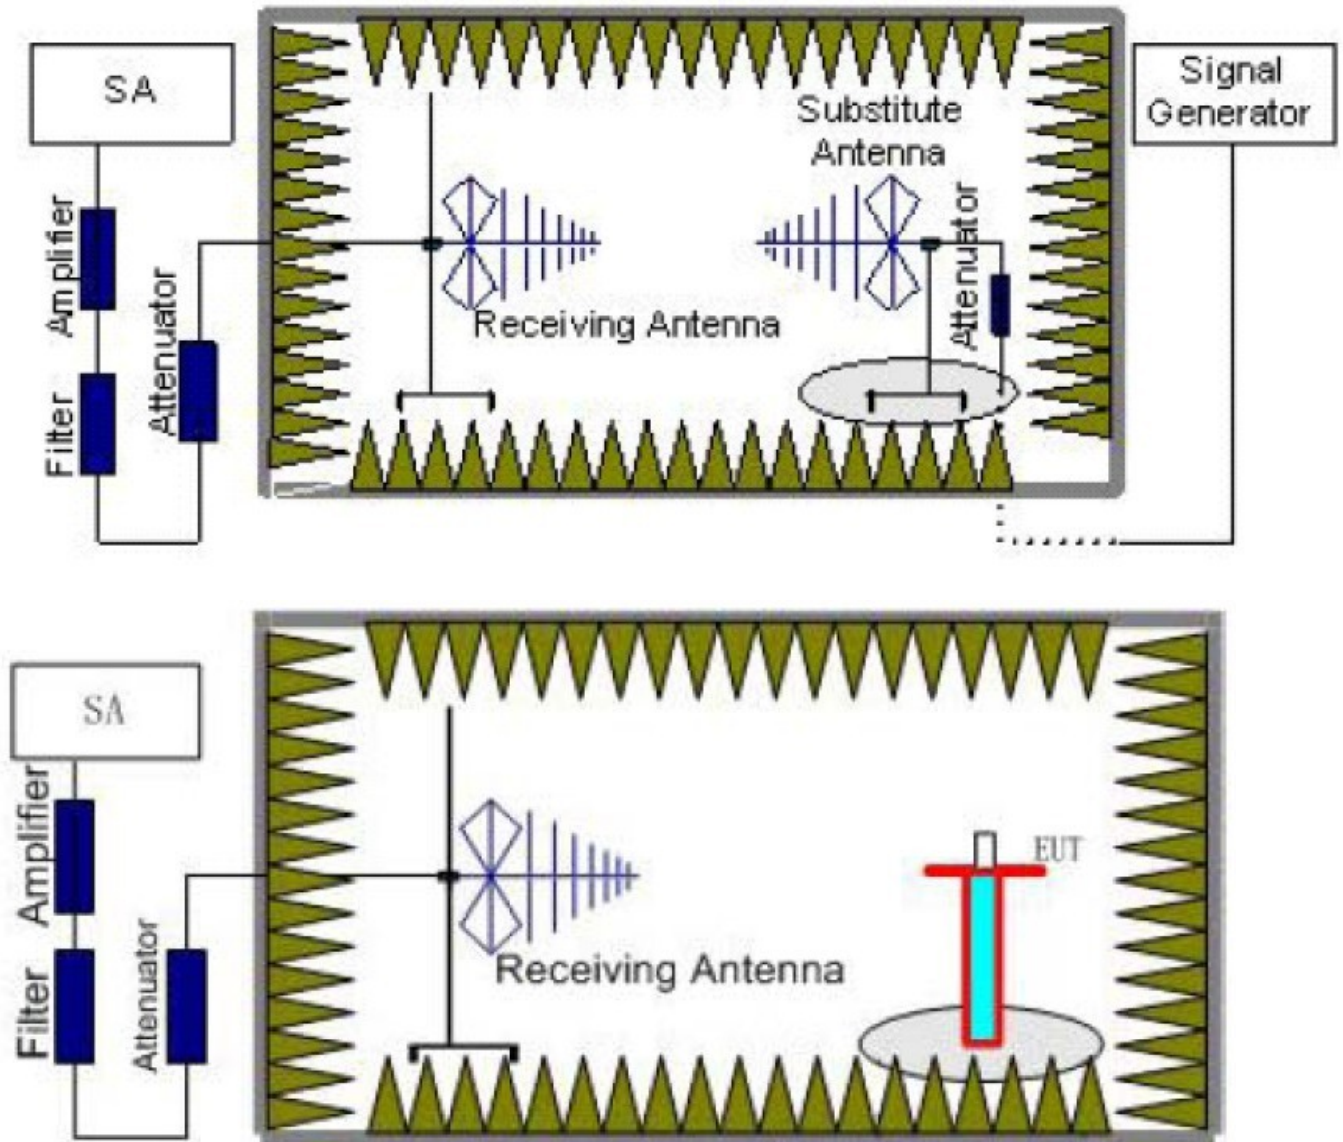 SA
Signal
Generator
Substitute
Antenna
Amplifier
Attenuator
Attenuator
Receiving Antenna
Filter
SA
Amplifier
EUT
Attenuator
Filter
Receiving Antenna